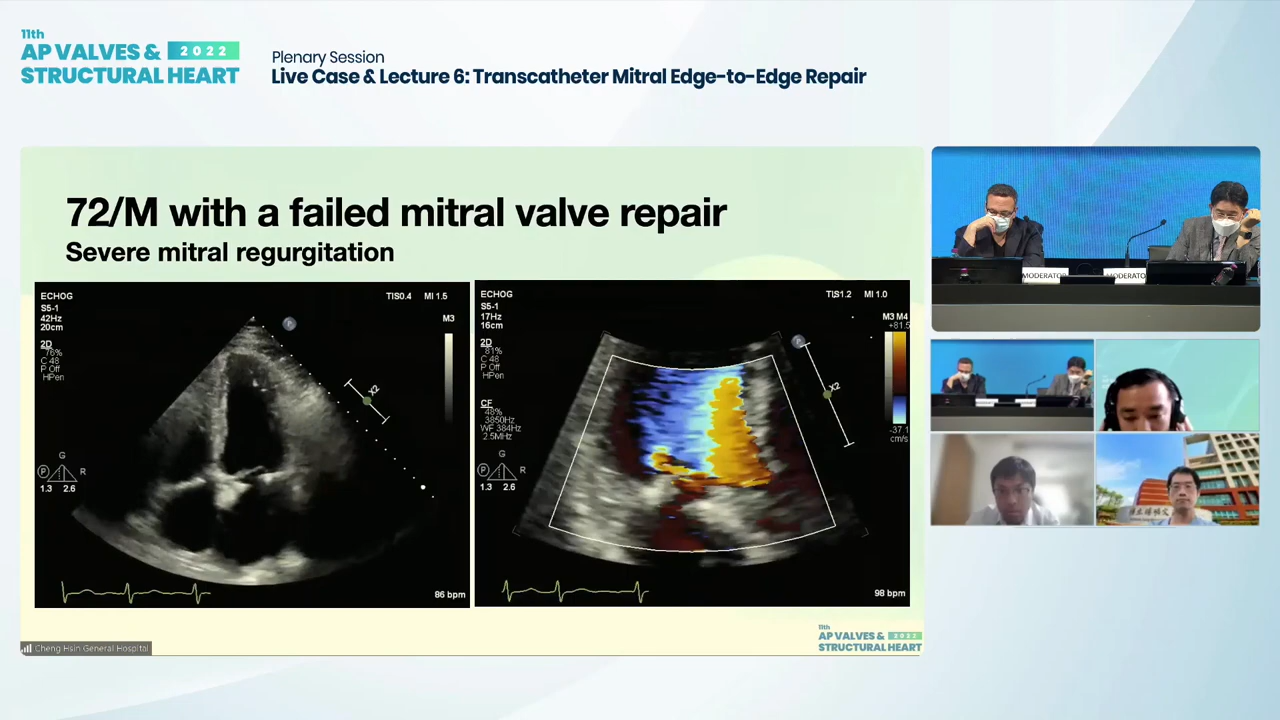 11th
AP VALVES & 2022
STRUCTURAL HEART
Plenary Session
Live Case & Lecture 6: Transcatheter Mitral Edge-to-Edge Repair
72/M with a failed mitral valve repair
Severe mitral regurgitation
ECHOG
S5-1
42Hz
20cm
2D
76%
C 48
P Off
HPen
TIS0.4 MI 1.5
M3
X2
G
P R
1.3 2.6
86 bpm
ECHOG
S5-1
17Hz
16cm
2D
81%
C 48
P Off
HPen
CF
48%
3850Hz
WF 384Hz
2.5MHz
TIS1.2 MI 1.0
M3 M4
+81.5
-37.1
cm/s
X2
G
P R
1.3 2.6
98 bpm
Cheng Hsin General Hospital
11th
AP VALVES & 2022
STRUCTURAL HEART
MODERATOR
MODERATO